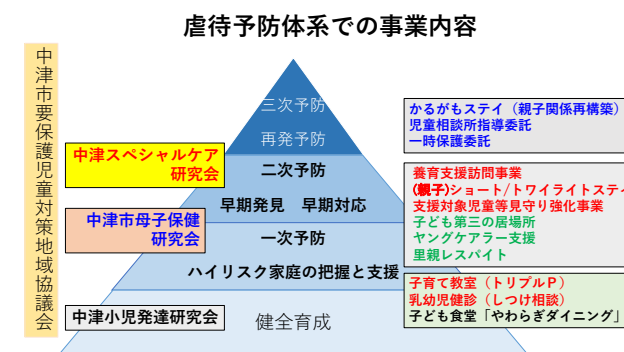 虐待予防体系での事業内容
中津市要保護児童対策地域協議会
三次予防
再発予防
かるがもステイ（親子関係再構築）
児童相談所指導委託
一時保護委託
中津スペシャルケア
研究会
二次予防
早期発見　早期対応
養育支援訪問事業
(親子)ショート/トワイライトステイ
支援対象児童等見守り強化事業
子ども第三の居場所
ヤングケアラー支援
里親レスパイト
中津市母子保健
研究会
一次予防
ハイリスク家庭の把握と支援
中津小児発達研究会
健全育成
子育て教室（トリプルＰ）
乳幼児健診（しつけ相談）
子ども食堂「やわらぎダイニング」